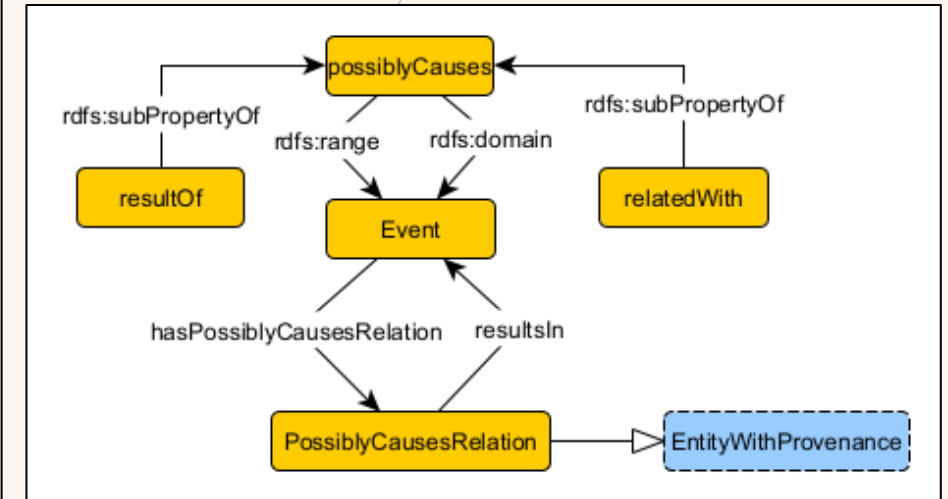 possiblyCauses
rdfs:subPropertyOf
rdfs:subPropertyOf
rdfs:range
rdfs:domain
resultOf
relatedWith
Event
hasPossiblyCausesRelation
resultsIn
PossiblyCausesRelation
EntityWithProvenance